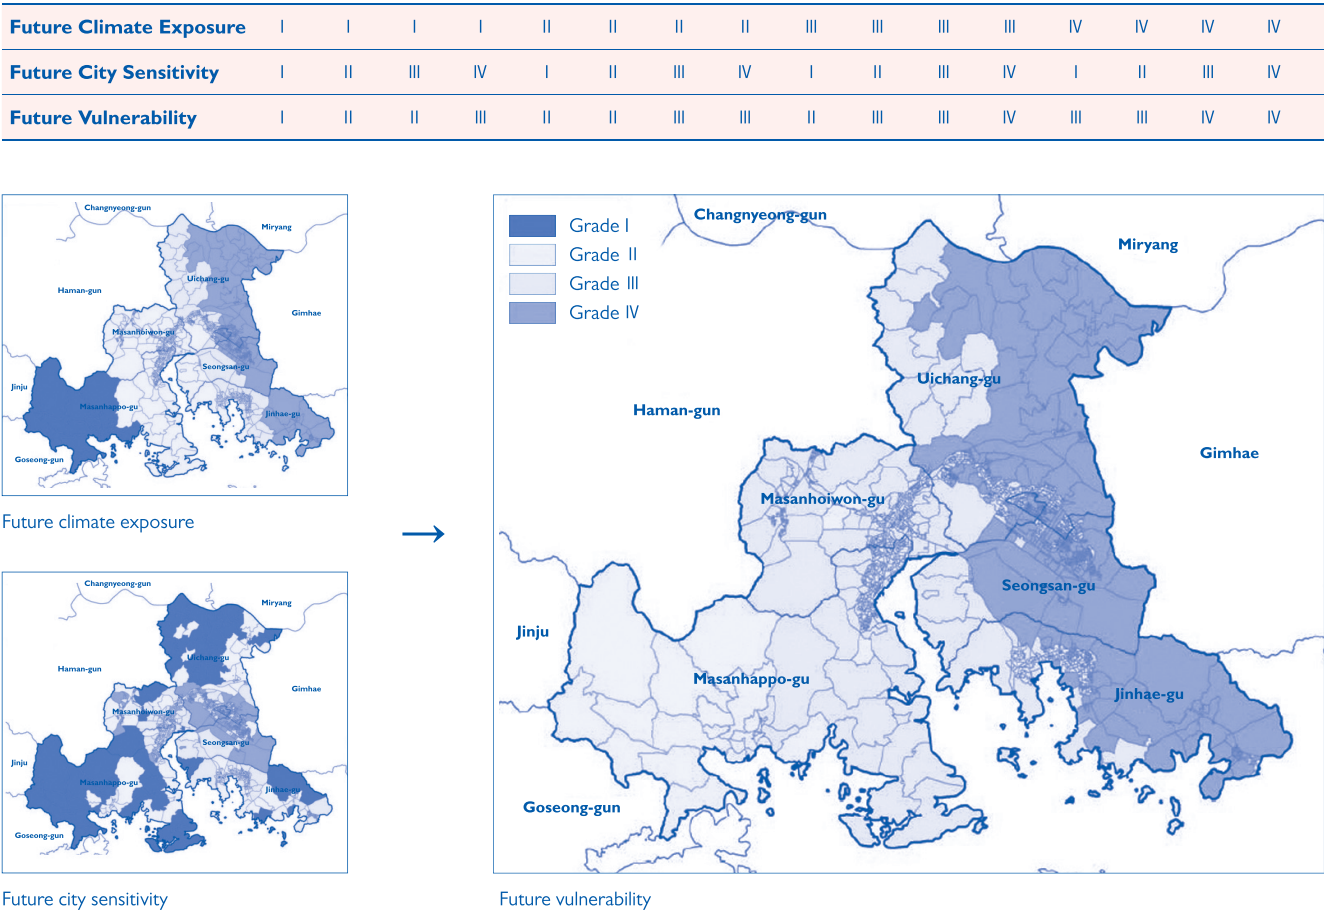 Future Climate Exposure I I I I II II II II III III III III IV IV IV IV
Future City Sensitivity I II III IV I II III IV I II III IV I II III IV
Future Vulnerability I II II III II II III III II III III IV III III IV IV
Changnyeong-gun
Miryang
Uichang-gu
Haman-gun
Gimhae
Masanhoiwon-gu
Seongsan-gu
Jinju
Masanhappo-gu
Jinhae-gu
Goseong-gun
Future climate exposure
Changnyeong-gun
Miryang
Uichang-gu
Haman-gun
Gimhae
Masanhoiwon-gu
Seongsan-gu
Jinju
Masanhappo-gu
Jinhae-gu
Goseong-gun
Future city sensitivity
Grade I
Grade II
Grade III
Grade IV
Changnyeong-gun
Miryang
Uichang-gu
Haman-gun
Gimhae
Masanhoiwon-gu
Seongsan-gu
Jinju
Masanhappo-gu
Jinhae-gu
Goseong-gun
Future vulnerability